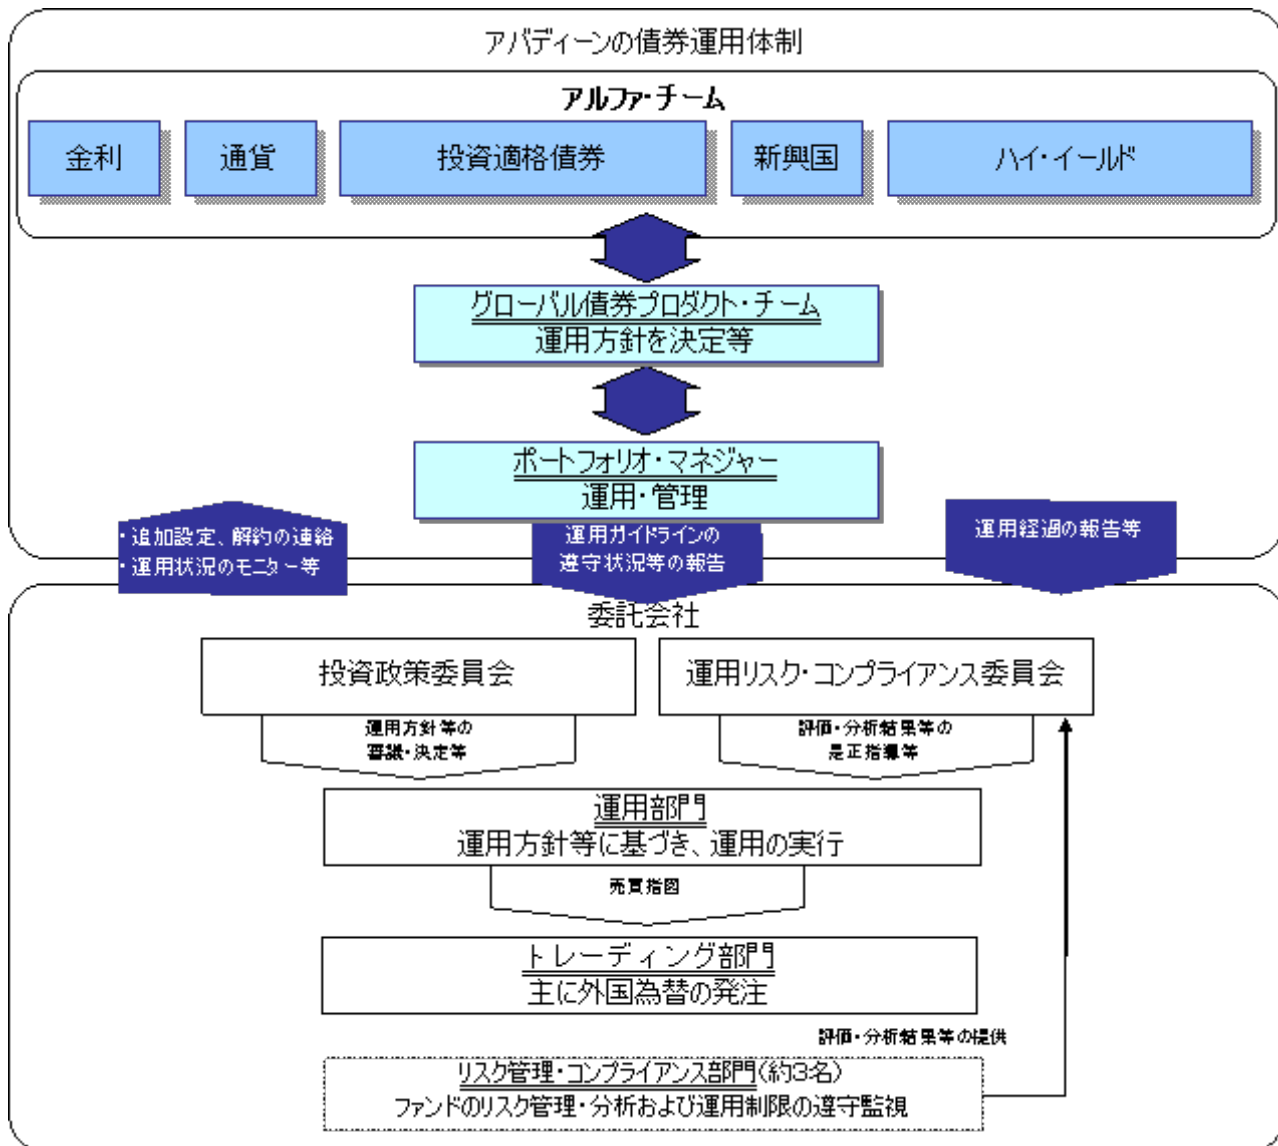 アバディーンの債券運用体制
アルファ・チーム
金利
通貨
投資適格債券
新興国
ハイ・イールド
グローバル債券プロダクト・チーム
運用方針を決定等
ポートフォリオ・マネジャー
運用・管理
・追加設定、解約の連絡
・運用状況のモニター等
運用ガイドラインの
遵守状況等の報告
運用経過の報告等
委託会社
投資政策委員会
運用リスク・コンプライアンス委員会
運用方針等の
審議・決定等
評価・分析結果等の
是正指導等
運用部門
運用方針等に基づき、運用の実行
売買指図
トレーディング部門
主に外国為替の発注
評価・分析結果等の提供
リスク管理・コンプライアンス部門(約3名)
ファンドのリスク管理・分析および運用制限の遵守監視